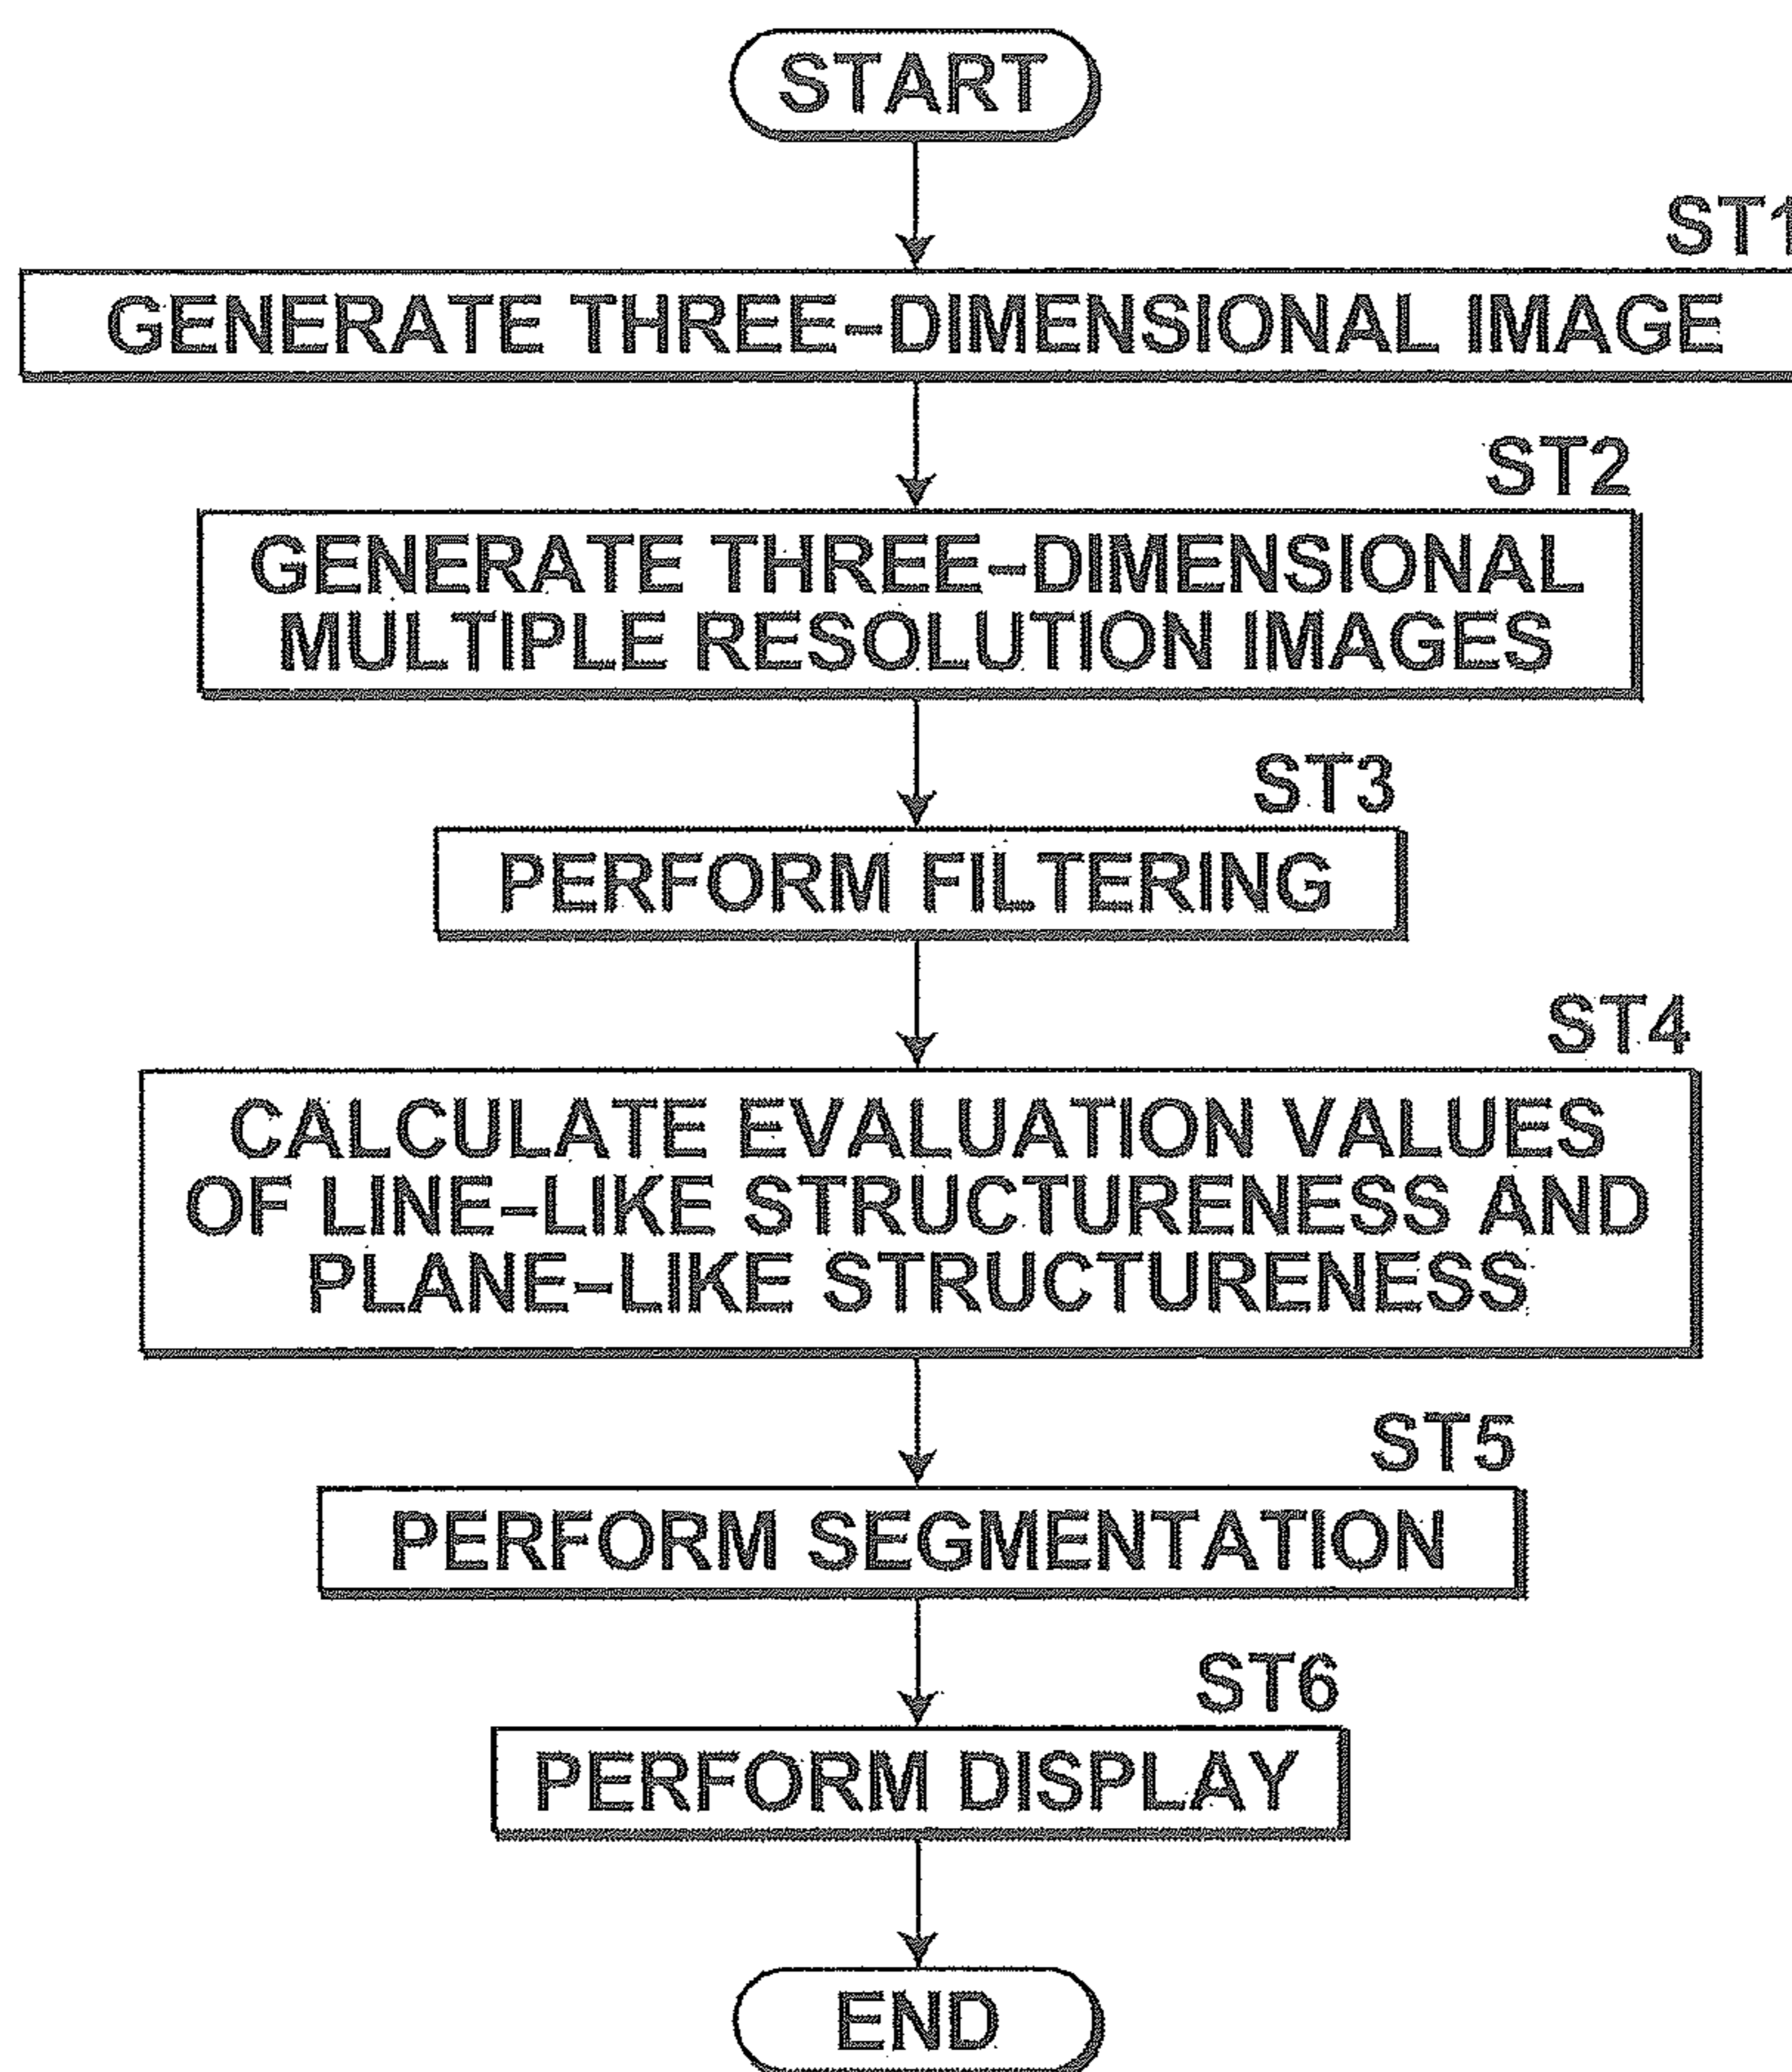 START
ST1
GENERATE THREE-DIMENSIONAL IMAGE
ST2
GENERATE THREE-DIMENSIONAL
MULTIPLE RESOLUTION IMAGES
ST3
PERFORM FILTERING
ST4
CALCULATE EVALUATION VALUES
OF LINE-LIKE STRUCTURENESS AND
PLANE-LIKE STRUCTURENESS
ST5
PERFORM SEGMENTATION
ST6
PERFORM DISPLAY
END